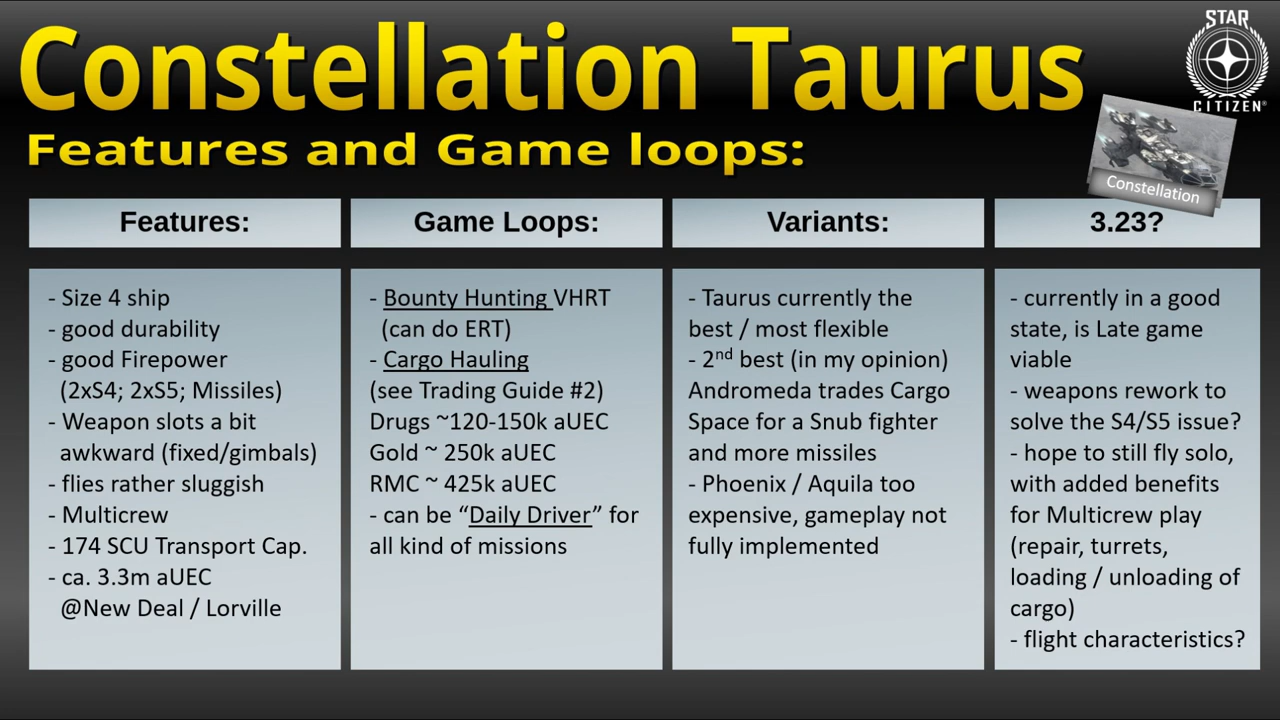 Constellation Taurus
STAR
CITIZEN®
Features and Game loops:
Constellation
Features:
- Size 4 ship
- good durability
- good Firepower
(2xS4; 2xS5; Missiles)
- Weapon slots a bit
awkward (fixed/gimbals)
- flies rather sluggish
- Multicrew
- 174 SCU Transport Cap.
- ca. 3.3m aUEC
@New Deal / Lorville
Game Loops:
- Bounty Hunting VHRT
(can do ERT)
- Cargo Hauling
(see Trading Guide #2)
Drugs ~120-150k aUEC
Gold ~ 250k aUEC
RMC ~ 425k aUEC
- can be “Daily Driver” for
all kind of missions
Variants:
- Taurus currently the
best / most flexible
- 2nd best (in my opinion)
Andromeda trades Cargo
Space for a Snub fighter
and more missiles
- Phoenix / Aquila too
expensive, gameplay not
fully implemented
3.23?
- currently in a good
state, is Late game
viable
- weapons rework to
solve the S4/S5 issue?
- hope to still fly solo,
with added benefits
for Multicrew play
(repair, turrets,
loading / unloading of
cargo)
- flight characteristics?